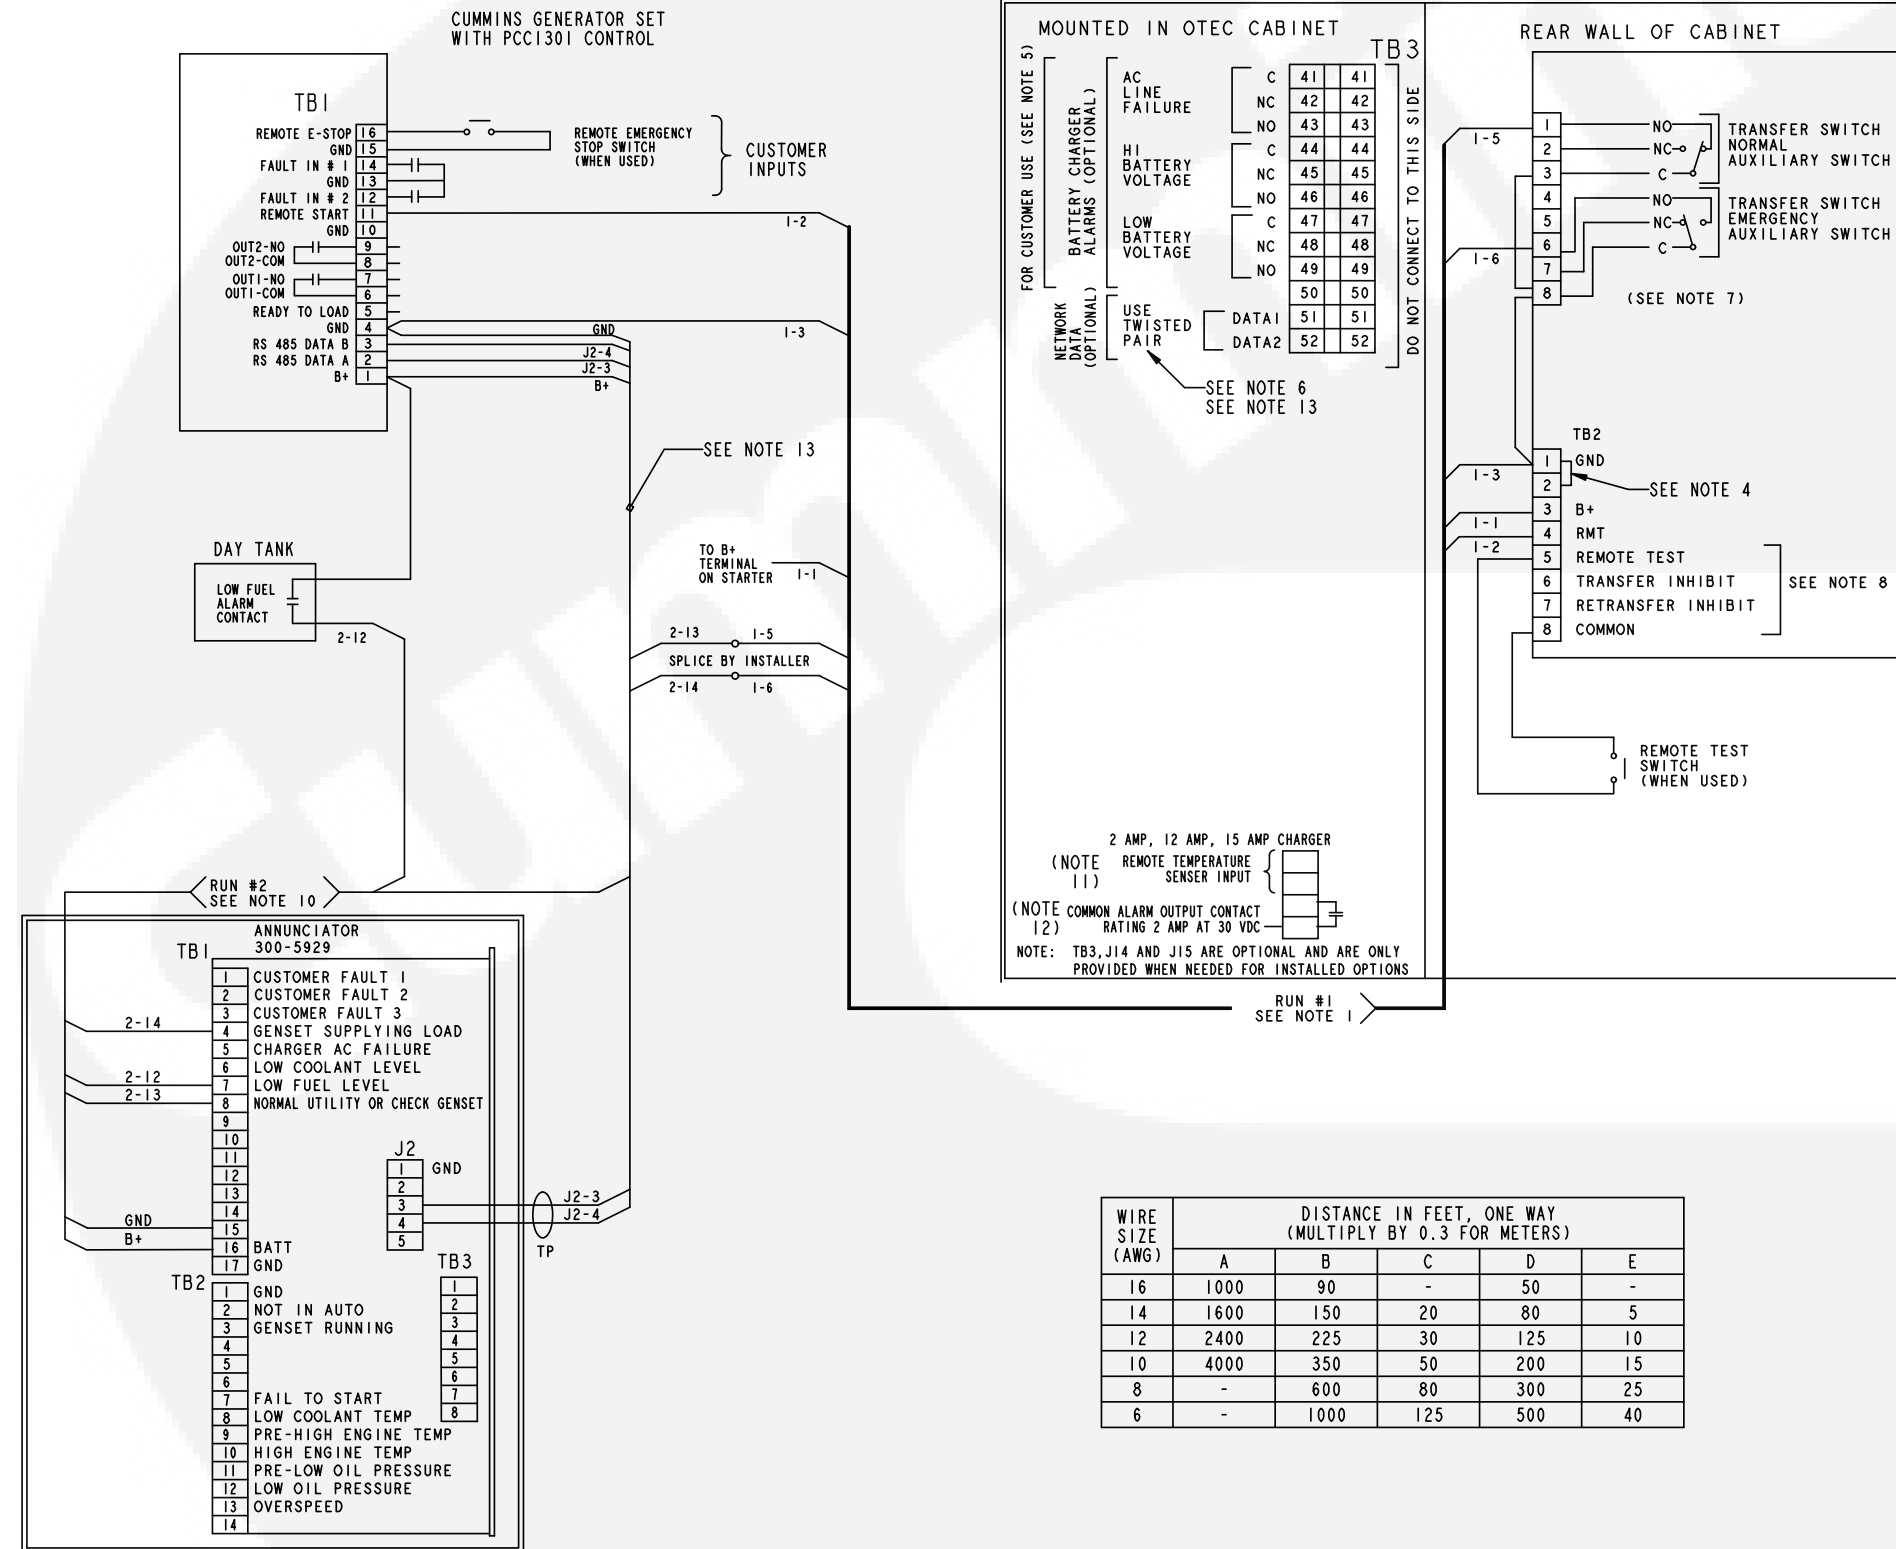 CUMMINS GENERATOR SET
WITH PCC1301 CONTROL
TB1
REMOTE E-STOP 16
GND 15
FAULT IN # 1 14
GND 13
FAULT IN # 2 12
REMOTE START 11
GND 10
OUT2-NO 9
OUT2-COM 8
OUT1-NO 7
OUT1-COM 6
READY TO LOAD 5
GND 4
RS 485 DATA B 3
RS 485 DATA A 2
B+ 1
REMOTE EMERGENCY
STOP SWITCH
(WHEN USED)
CUSTOMER
INPUTS
1-2
1-3
GND
J2-4
J2-3
B+
SEE NOTE 13
DAY TANK
LOW FUEL
ALARM
CONTACT
2-12
TO B+
TERMINAL
ON STARTER
1-1
2-13 1-5
SPLICE BY INSTALLER
2-14 1-6
RUN #2
SEE NOTE 10
ANNUNCIATOR
300-5929
TB1
1 CUSTOMER FAULT 1
2 CUSTOMER FAULT 2
3 CUSTOMER FAULT 3
2-14 4 GENSET SUPPLYING LOAD
5 CHARGER AC FAILURE
6 LOW COOLANT LEVEL
2-12 7 LOW FUEL LEVEL
2-13 8 NORMAL UTILITY OR CHECK GENSET
9
10
11
12
13
14
GND 15
B+ 16 BATT
17 GND
J2
1 GND
2
3
4
5
J2-3
J2-4
TP
TB2
1 GND
2 NOT IN AUTO
3 GENSET RUNNING
4
5
6
7 FAIL TO START
8 LOW COOLANT TEMP
9 PRE-HIGH ENGINE TEMP
10 HIGH ENGINE TEMP
11 PRE-LOW OIL PRESSURE
12 LOW OIL PRESSURE
13 OVERSPEED
14
TB3
1
2
3
4
5
6
7
8
MOUNTED IN OTEC CABINET
TB3
FOR CUSTOMER USE (SEE NOTE 5)
BATTERY CHARGER
ALARMS (OPTIONAL)
AC
LINE
FAILURE
C 41 41
NC 42 42
NO 43 43
HI
BATTERY
VOLTAGE
C 44 44
NC 45 45
NO 46 46
LOW
BATTERY
VOLTAGE
C 47 47
NC 48 48
NO 49 49
50 50
NETWORK
DATA
(OPTIONAL)
USE
TWISTED
PAIR
DATA1 51 51
DATA2 52 52
DO NOT CONNECT TO THIS SIDE
SEE NOTE 6
SEE NOTE 13
2 AMP, 12 AMP, 15 AMP CHARGER
(NOTE
11)
REMOTE TEMPERATURE
SENSER INPUT
(NOTE
12)
COMMON ALARM OUTPUT CONTACT
RATING 2 AMP AT 30 VDC
NOTE: TB3,J14 AND J15 ARE OPTIONAL AND ARE ONLY
PROVIDED WHEN NEEDED FOR INSTALLED OPTIONS
RUN #1
SEE NOTE 1
REAR WALL OF CABINET
1-5
1-6
1 NO
2 NC
3 C
4 NO
5 NC
6 C
7
8
TRANSFER SWITCH
NORMAL
AUXILIARY SWITCH
TRANSFER SWITCH
EMERGENCY
AUXILIARY SWITCH
(SEE NOTE 7)
TB2
1-3 1 GND
2
SEE NOTE 4
1-1 3 B+
1-2 4 RMT
5 REMOTE TEST
6 TRANSFER INHIBIT
7 RETRANSFER INHIBIT
8 COMMON
SEE NOTE 8
REMOTE TEST
SWITCH
(WHEN USED)
WIRE
SIZE
(AWG)
DISTANCE IN FEET, ONE WAY
(MULTIPLY BY 0.3 FOR METERS)
A B C D E
16 1000 90 - 50 -
14 1600 150 20 80 5
12 2400 225 30 125 10
10 4000 350 50 200 15
8 - 600 80 300 25
6 - 1000 125 500 40